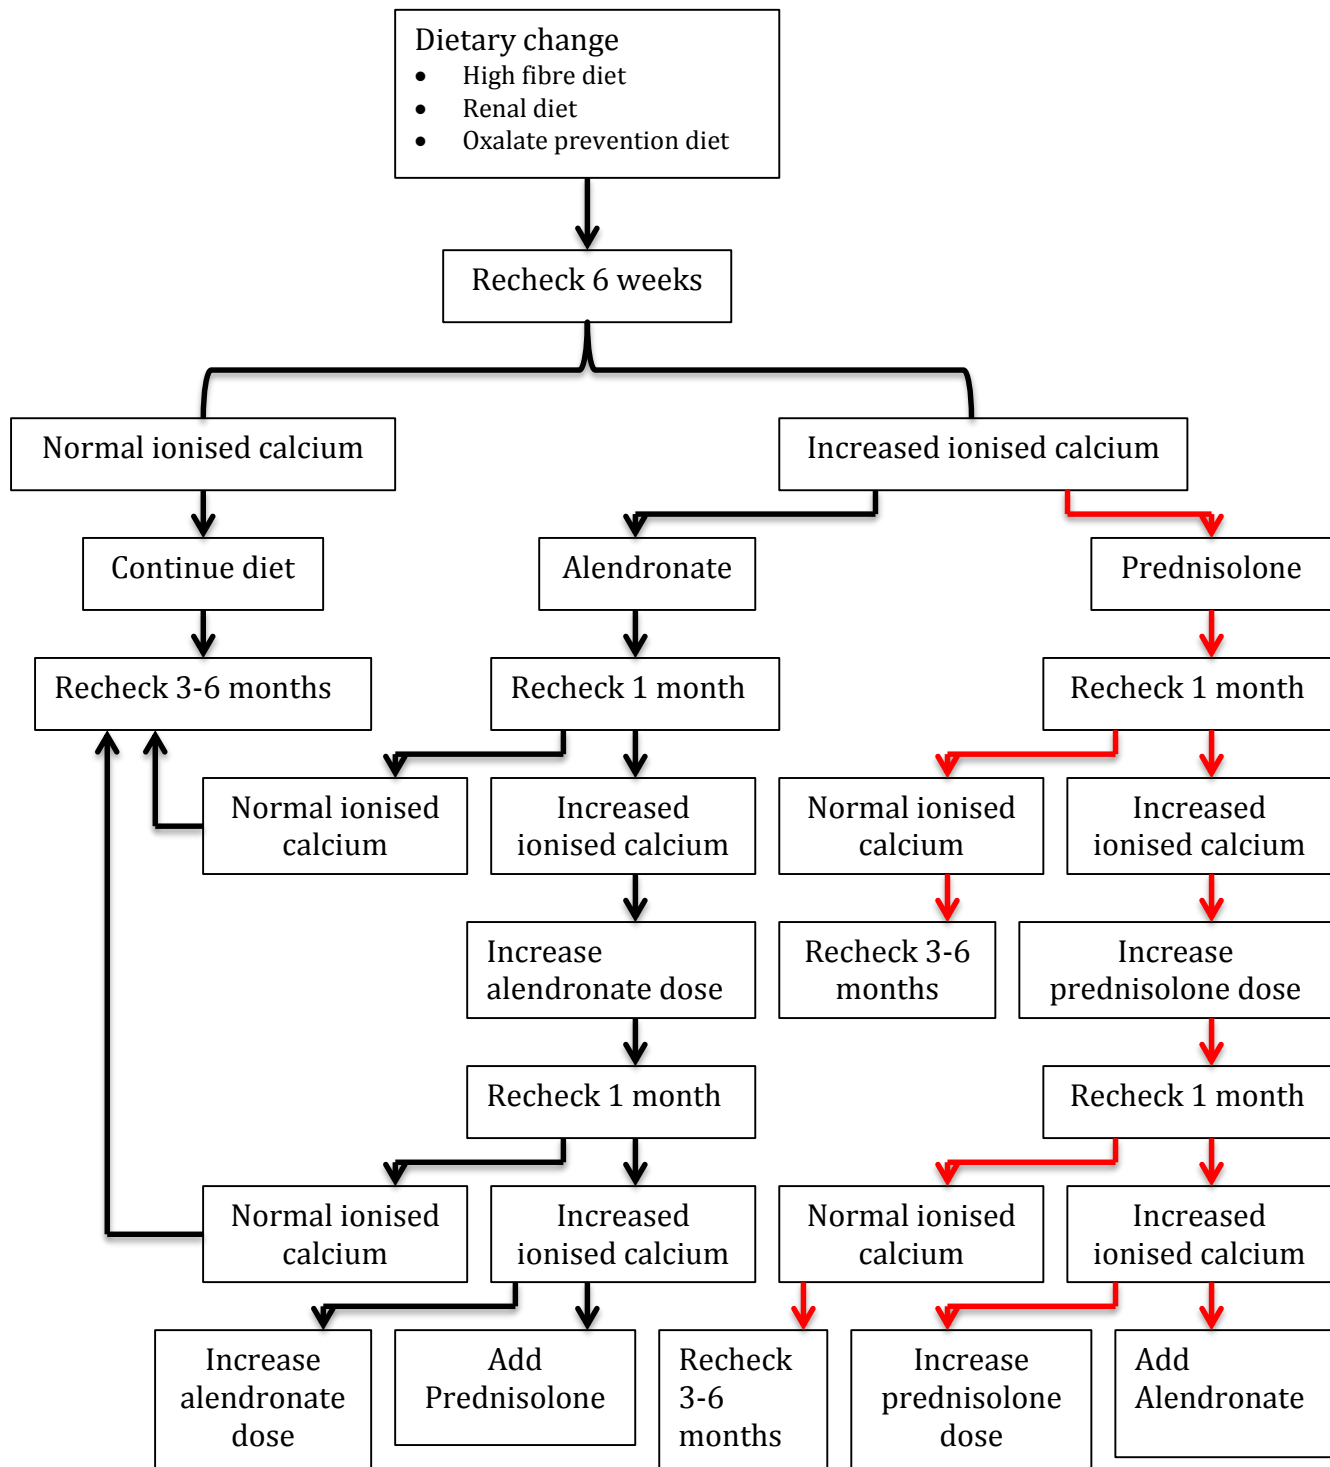 Dietary change
• High fibre diet
• Renal diet
• Oxalate prevention diet
Recheck 6 weeks
Normal ionised calcium
Increased ionised calcium
Continue diet
Alendronate
Prednisolone
Recheck 3-6 months
Recheck 1 month
Recheck 1 month
Normal ionised
calcium
Increased
ionised calcium
Normal ionised
calcium
Increased
ionised calcium
Increase
alendronate dose
Recheck 3-6
months
Increase
prednisolone dose
Recheck 1 month
Recheck 1 month
Normal ionised
calcium
Increased
ionised calcium
Normal ionised
calcium
Increased
ionised calcium
Increase
alendronate
dose
Add
Prednisolone
Recheck
3-6
months
Increase
prednisolone
dose
Add
Alendronate